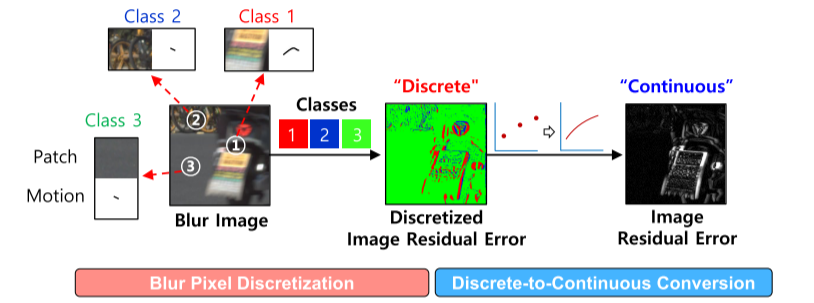 Class 2
Class 1
Class 3
Patch
Motion
②
①
③
Blur Image
Classes
1 2 3
“Discrete"
Discretized
Image Residual Error
“Continuous”
Image
Residual Error
Blur Pixel Discretization
Discrete-to-Continuous Conversion